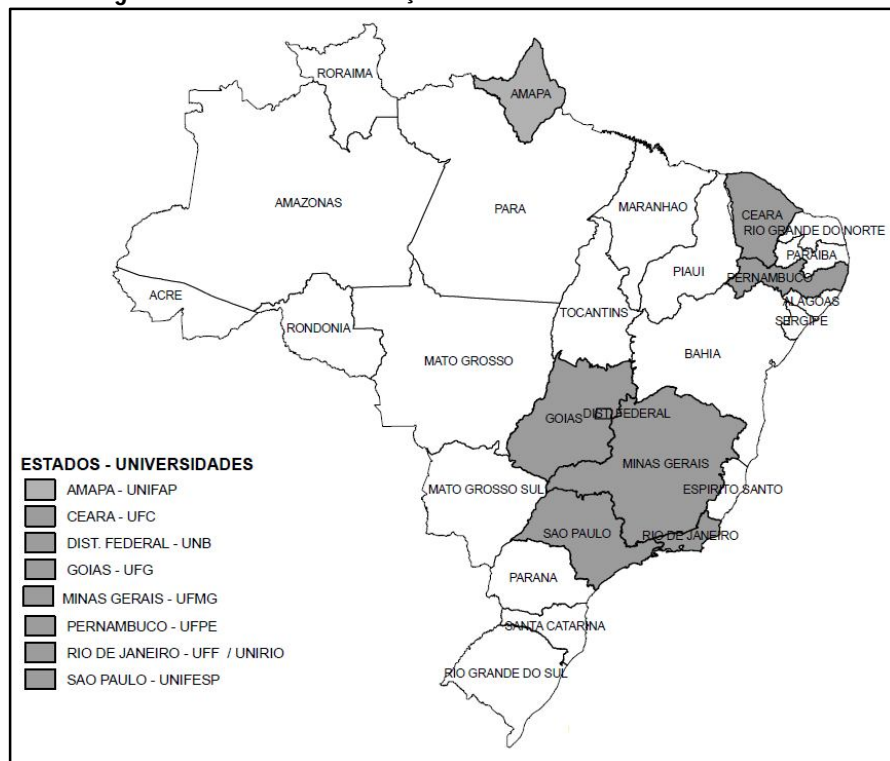 RORAIMA
AMAPA
AMAZONAS
PARA
MARANHAO
CEARA
RIO GRANDE DO NORTE
PARAIBA
PIAUI
PERNAMBUCO
ALAGOAS
SERGIPE
ACRE
RONDONIA
TOCANTINS
MATO GROSSO
BAHIA
GOIAS
DIST. FEDERAL
MINAS GERAIS
MATO GROSSO SUL
ESPIRITO SANTO
SAO PAULO
RIO DE JANEIRO
PARANA
SANTA CATARINA
RIO GRANDE DO SUL
ESTADOS - UNIVERSIDADES
AMAPA - UNIFAP
CEARA - UFC
DIST. FEDERAL - UNB
GOIAS - UFG
MINAS GERAIS - UFMG
PERNAMBUCO - UFPE
RIO DE JANEIRO - UFF / UNIRIO
SAO PAULO - UNIFESP